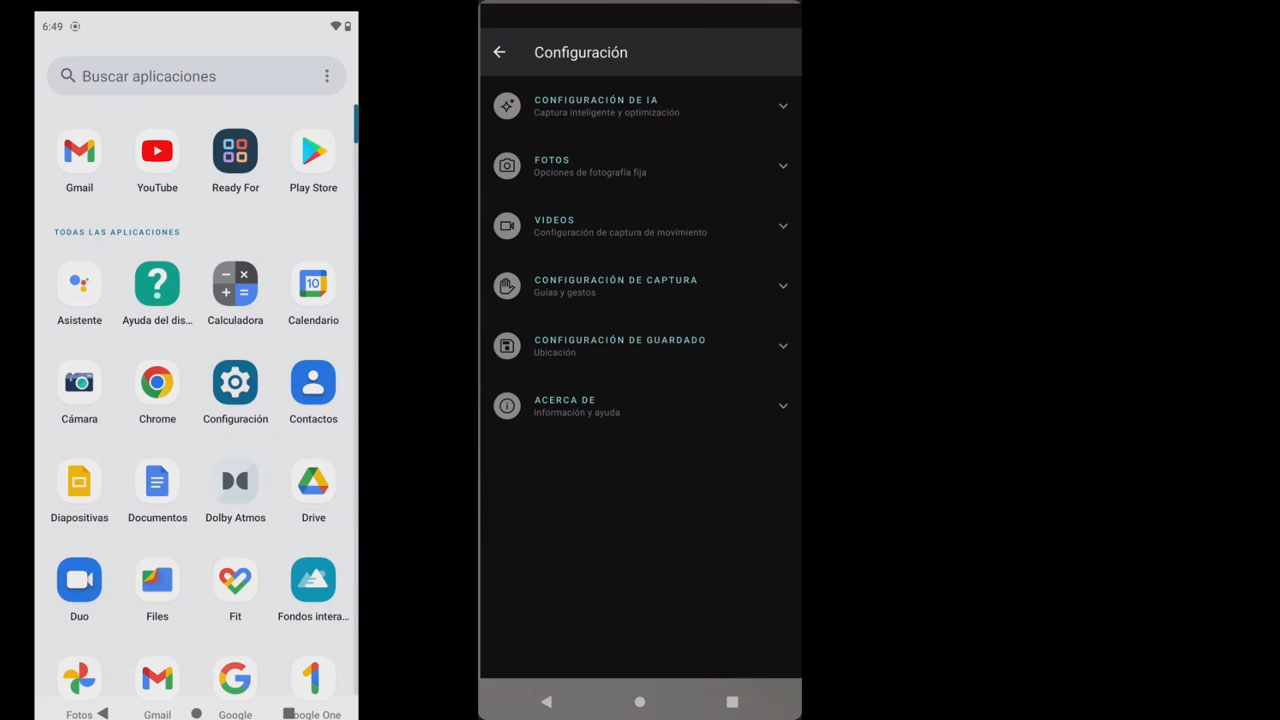 6:49
Buscar aplicaciones
Gmail
YouTube
Ready For
Play Store
TODAS LAS APLICACIONES
10
Asistente
Ayuda del dis...
Calculadora
Calendario
Cámara
Chrome
Configuración
Contactos
Diapositivas
Documentos
Dolby Atmos
Drive
Duo
Files
Fit
Fondos intera...
Fotos
Gmail
Google
oogle One
Configuración
CONFIGURACIÓN DE IA
Captura inteligente y optimización
FOTOS
Opciones de fotografía fija
VIDEOS
Configuración de captura de movimiento
CONFIGURACIÓN DE CAPTURA
Guías y gestos
CONFIGURACIÓN DE GUARDADO
Ubicación
ACERCA DE
Información y ayuda